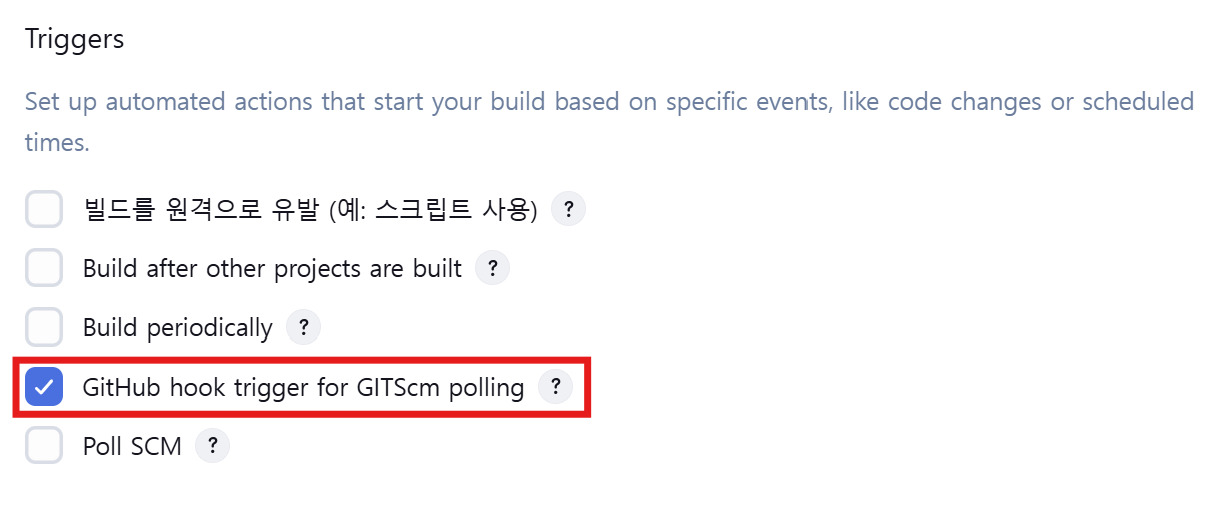 Triggers
Set up automated actions that start your build based on specific events, like code changes or scheduled
times.
빌드를 원격으로 유발 (예: 스크립트 사용) ?
Build after other projects are built ?
Build periodically ?
GitHub hook trigger for GITScm polling ?
Poll SCM ?